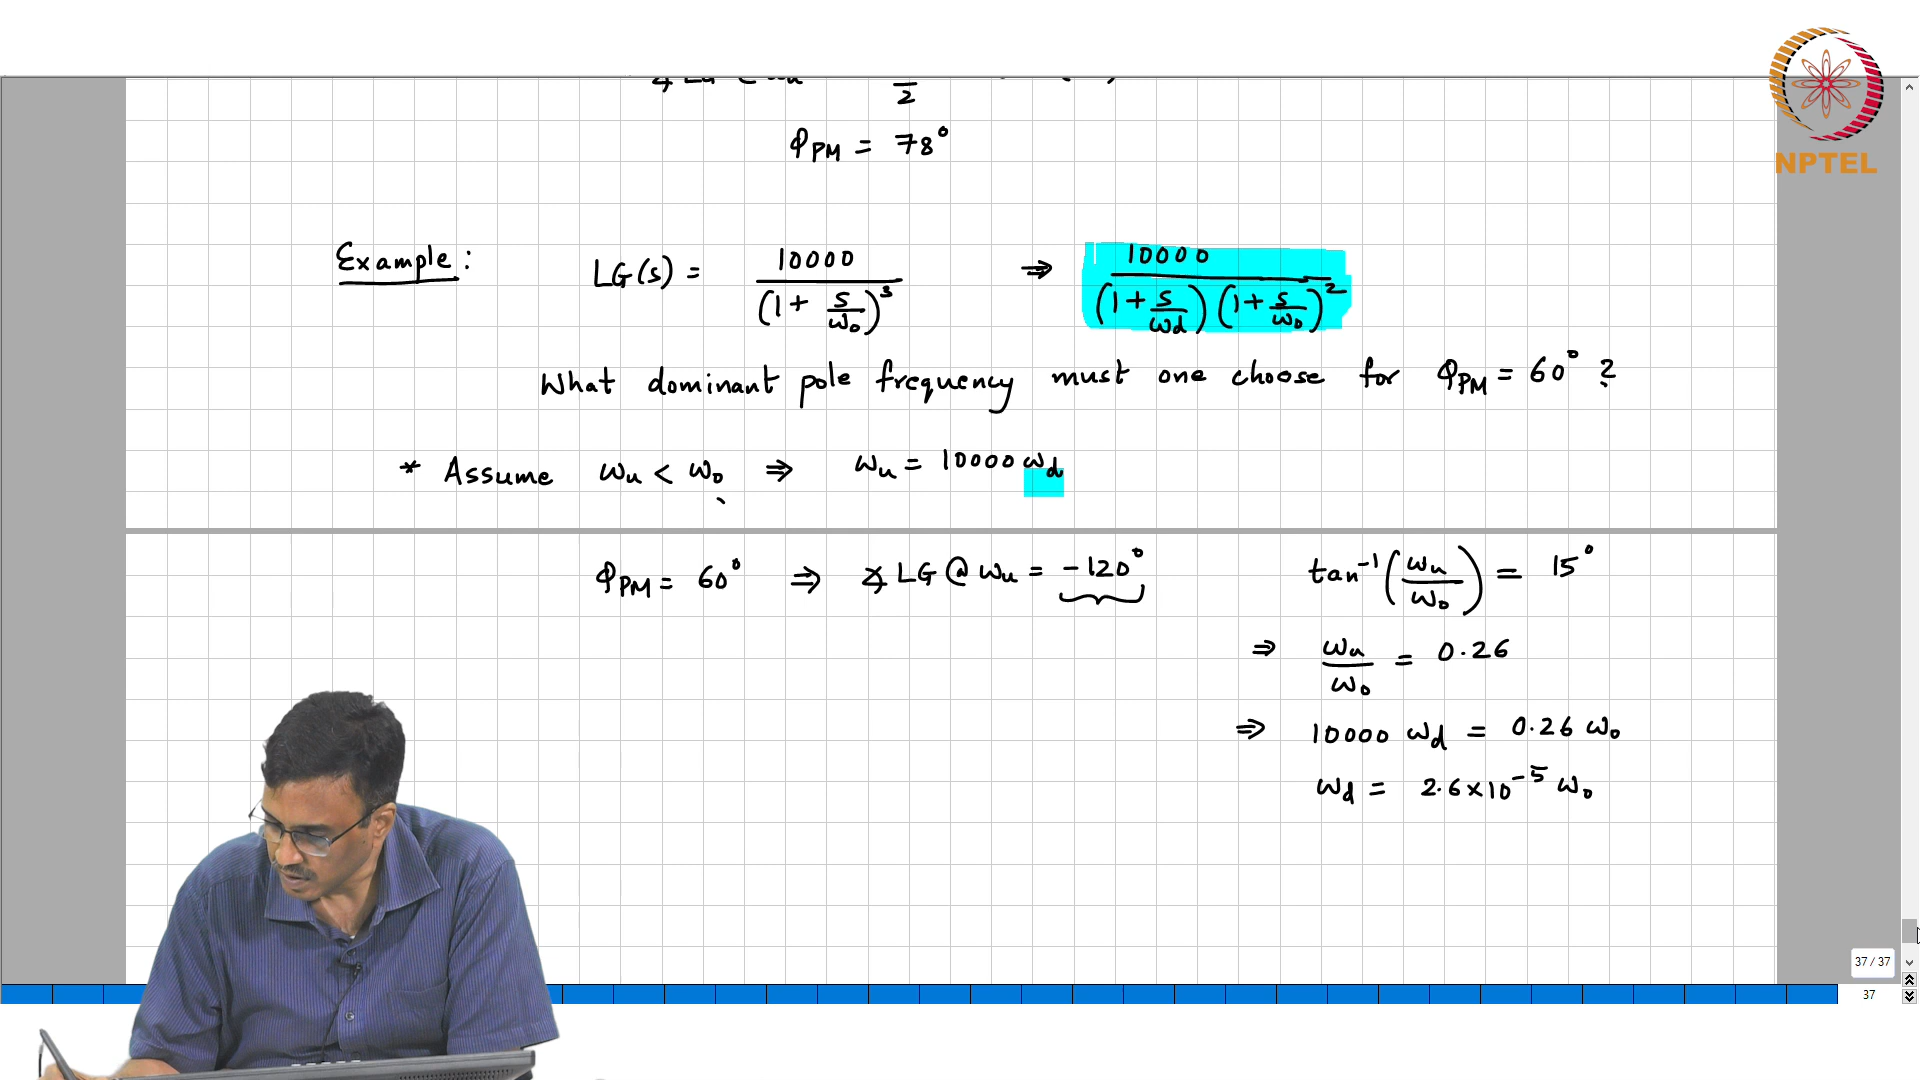 2
NPTEL
φPM = 78°
Example: LG(s) = 10000 / (1 + s/ω₀)³ ⇒ 10000 / (1 + s/ωd) (1 + s/ω₀)²
What dominant pole frequency must one choose for φPM = 60° ?
* Assume ωu < ω₀ ⇒ ωu = 10000 ωd
φPM = 60° ⇒ ∡ LG @ ωu = -120° tan⁻¹(ωu/ω₀) = 15°
⇒ ωu/ω₀ = 0.26
⇒ 10000 ωd = 0.26 ω₀
ωd = 2.6×10⁻⁵ ω₀
37 / 37
37